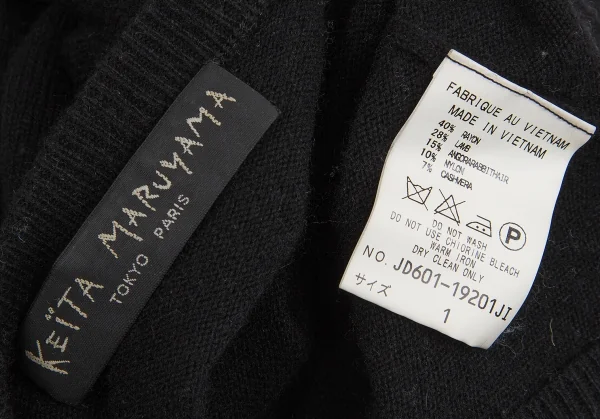 KEÏTA MARUYAMA
TOKYO PARIS
FABRIQUE AU VIETNAM
MADE IN VIETNAM
40% RAYON
28% LAMB
15% ANGORARABBITHAIR
10% NYLON
7% CASHMERE
P
DO NOT WASH
DO NOT USE CHLORINE BLEACH
WARM IRON
DRY CLEAN ONLY
NO. JD601-19201JI
サイズ
1